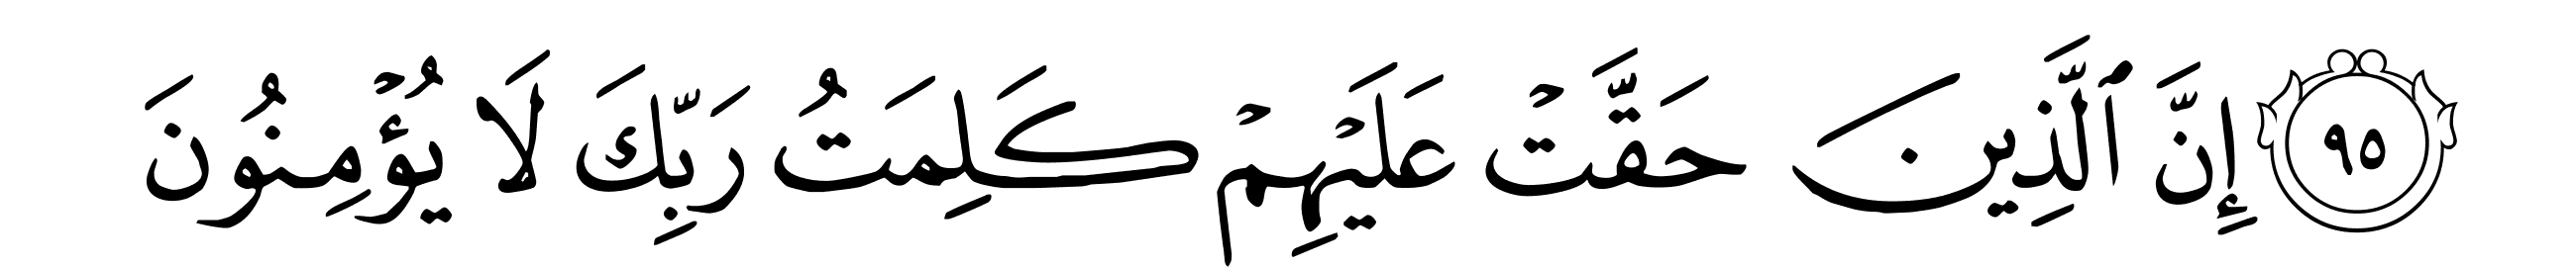 ٩٥ إِنَّ ٱلَّذِينَ حَقَّتْ عَلَيْهِمْ كَلِمَتُ رَبِّكَ لَا يُؤْمِنُونَ